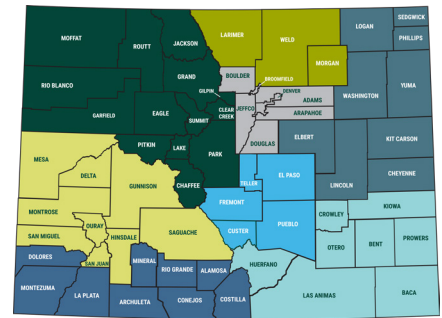 MOFFAT
ROUTT
JACKSON
LARIMER
WELD
LOGAN
SEDGWICK
PHILLIPS
MORGAN
RIO BLANCO
GRAND
BOULDER
BROOMFIELD
GILPIN
DENVER
YUMA
WASHINGTON
ADAMS
CLEAR
CREEK
JEFFCO
ARAPAHOE
GARFIELD
EAGLE
SUMMIT
DOUGLAS
ELBERT
KIT CARSON
PITKIN
LAKE
PARK
MESA
DELTA
GUNNISON
CHAFFEE
TELLER
EL PASO
LINCOLN
CHEYENNE
FREMONT
KIOWA
CROWLEY
MONTROSE
OURAY
HINSDALE
SAGUACHE
CUSTER
PUEBLO
SAN MIGUEL
OTERO
BENT
PROWERS
DOLORES
SAN JUAN
MINERAL
RIO GRANDE
ALAMOSA
HUERFANO
MONTEZUMA
LA PLATA
ARCHULETA
CONEJOS
COSTILLA
LAS ANIMAS
BACA